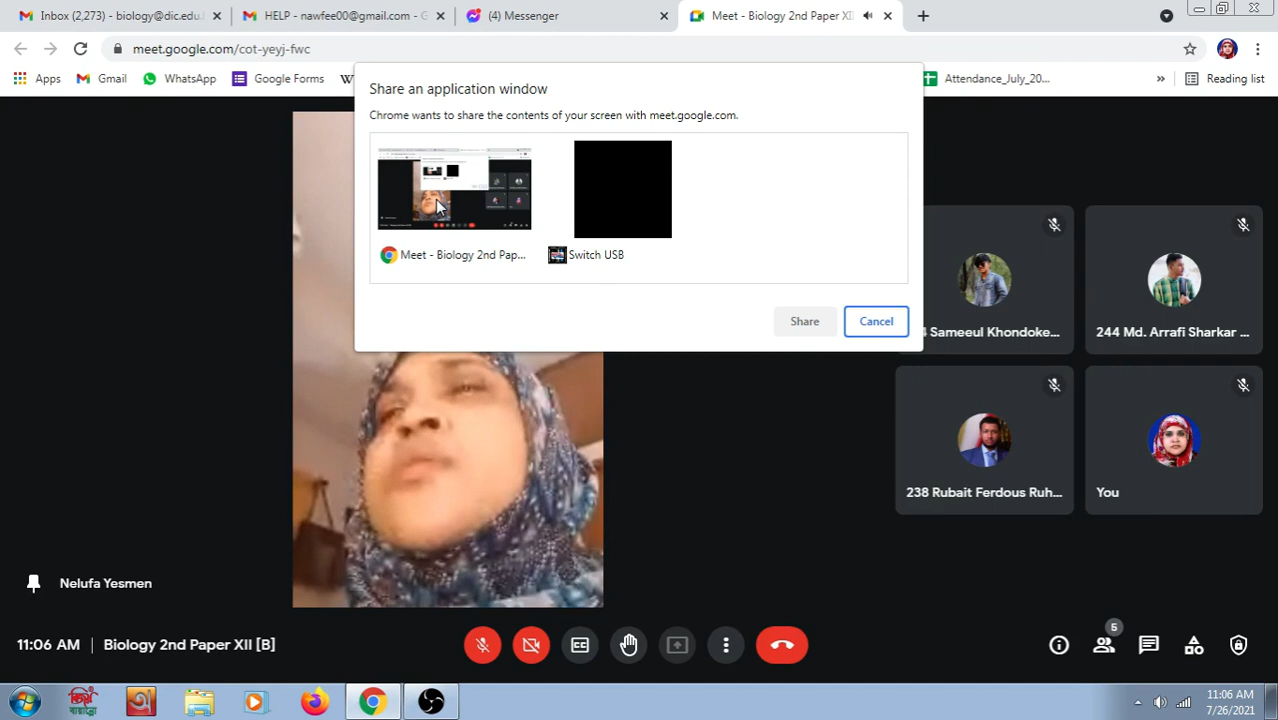 Inbox (2,273) - biology@dic.edu.
HELP - nawfee00@gmail.com - G
(4) Messenger
Meet - Biology 2nd Paper XII
meet.google.com/cot-yeyj-fwc
Apps
Gmail
WhatsApp
Google Forms
Attendance_July_20...
»
Reading list
Share an application window
Chrome wants to share the contents of your screen with meet.google.com.
Meet - Biology 2nd Pap...
Switch USB
Share
Cancel
Sameeul Khondoke...
244 Md. Arrafi Sharkar ...
238 Rubait Ferdous Ruh...
You
Nelufa Yesmen
11:06 AM | Biology 2nd Paper XII [B]
5
11:06 AM
7/26/2021